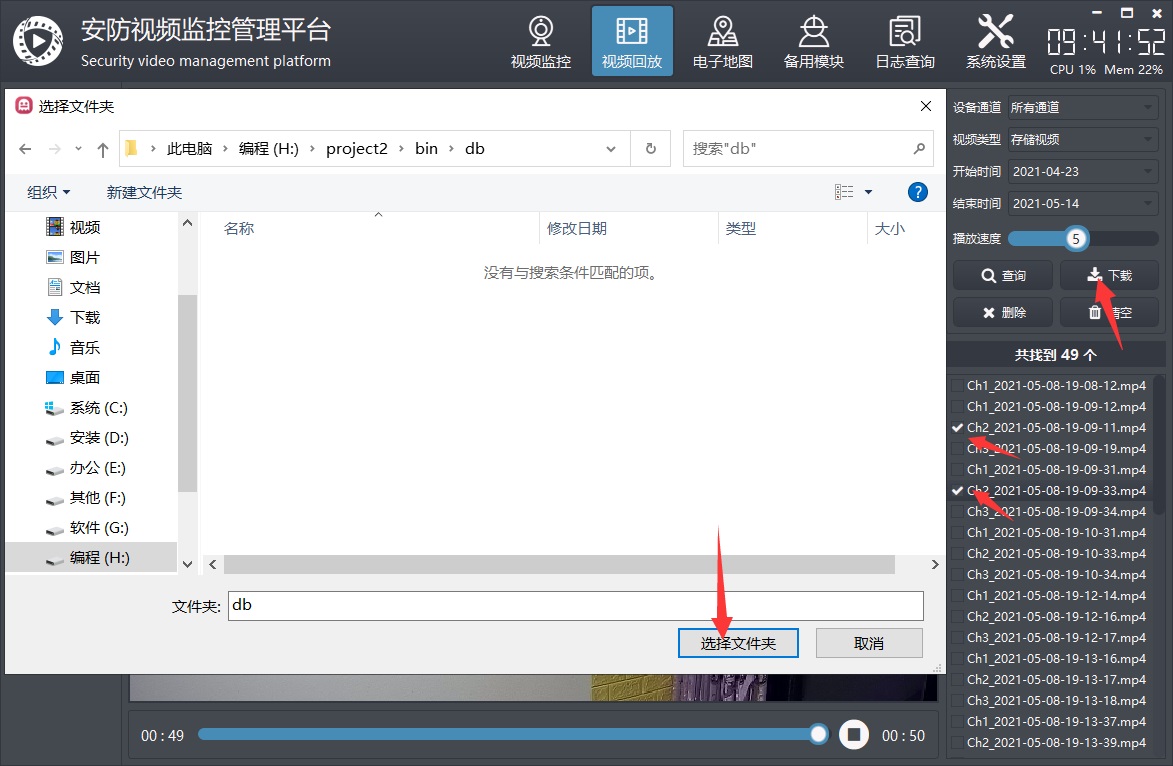 安防视频监控管理平台
Security video management platform
视频监控
视频回放
电子地图
备用模块
日志查询
系统设置
09:41:52
CPU 1% Mem 22%
选择文件夹
此电脑 › 编程 (H:) › project2 › bin › db
搜索"db"
组织
新建文件夹
视频
图片
文档
下载
音乐
桌面
系统 (C:)
安装 (D:)
办公 (E:)
其他 (F:)
软件 (G:)
编程 (H:)
名称
修改日期
类型
大小
没有与搜索条件匹配的项。
文件夹: db
选择文件夹
取消
设备通道 所有通道
视频类型 存储视频
开始时间 2021-04-23
结束时间 2021-05-14
播放速度 5
查询
下载
删除
清空
共找到 49 个
Ch1_2021-05-08-19-08-12.mp4
Ch1_2021-05-08-19-09-12.mp4
Ch2_2021-05-08-19-09-11.mp4
Ch3_2021-05-08-19-09-19.mp4
Ch1_2021-05-08-19-09-31.mp4
Ch2_2021-05-08-19-09-33.mp4
Ch3_2021-05-08-19-09-34.mp4
Ch1_2021-05-08-19-10-31.mp4
Ch2_2021-05-08-19-10-33.mp4
Ch3_2021-05-08-19-10-34.mp4
Ch1_2021-05-08-19-12-14.mp4
Ch2_2021-05-08-19-12-16.mp4
Ch3_2021-05-08-19-12-17.mp4
Ch1_2021-05-08-19-13-16.mp4
Ch2_2021-05-08-19-13-17.mp4
Ch3_2021-05-08-19-13-18.mp4
Ch1_2021-05-08-19-13-37.mp4
Ch2_2021-05-08-19-13-39.mp4
00 : 49
00 : 50